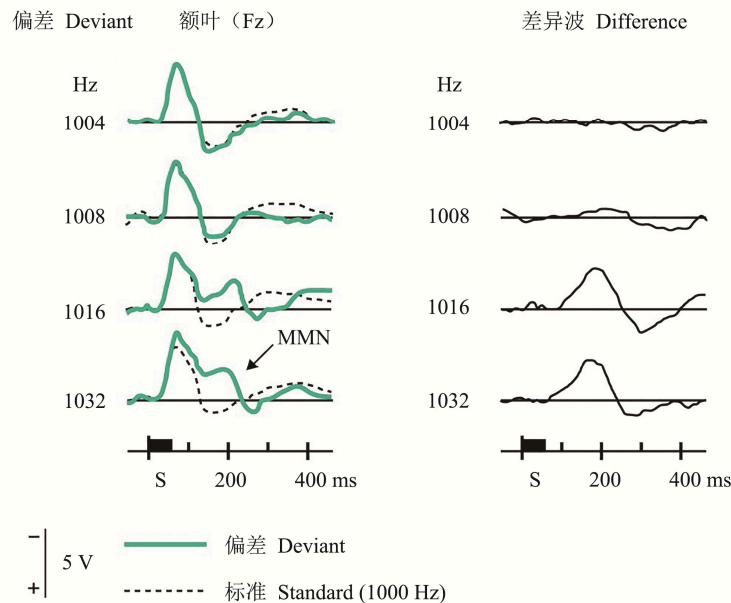 偏差 Deviant 额叶（Fz） 差异波 Difference
Hz Hz
1004 1004
1008 1008
1016 1016
MMN
1032 1032
S 200 400 ms S 200 400 ms
−
5 V
+
偏差 Deviant
标准 Standard (1000 Hz)